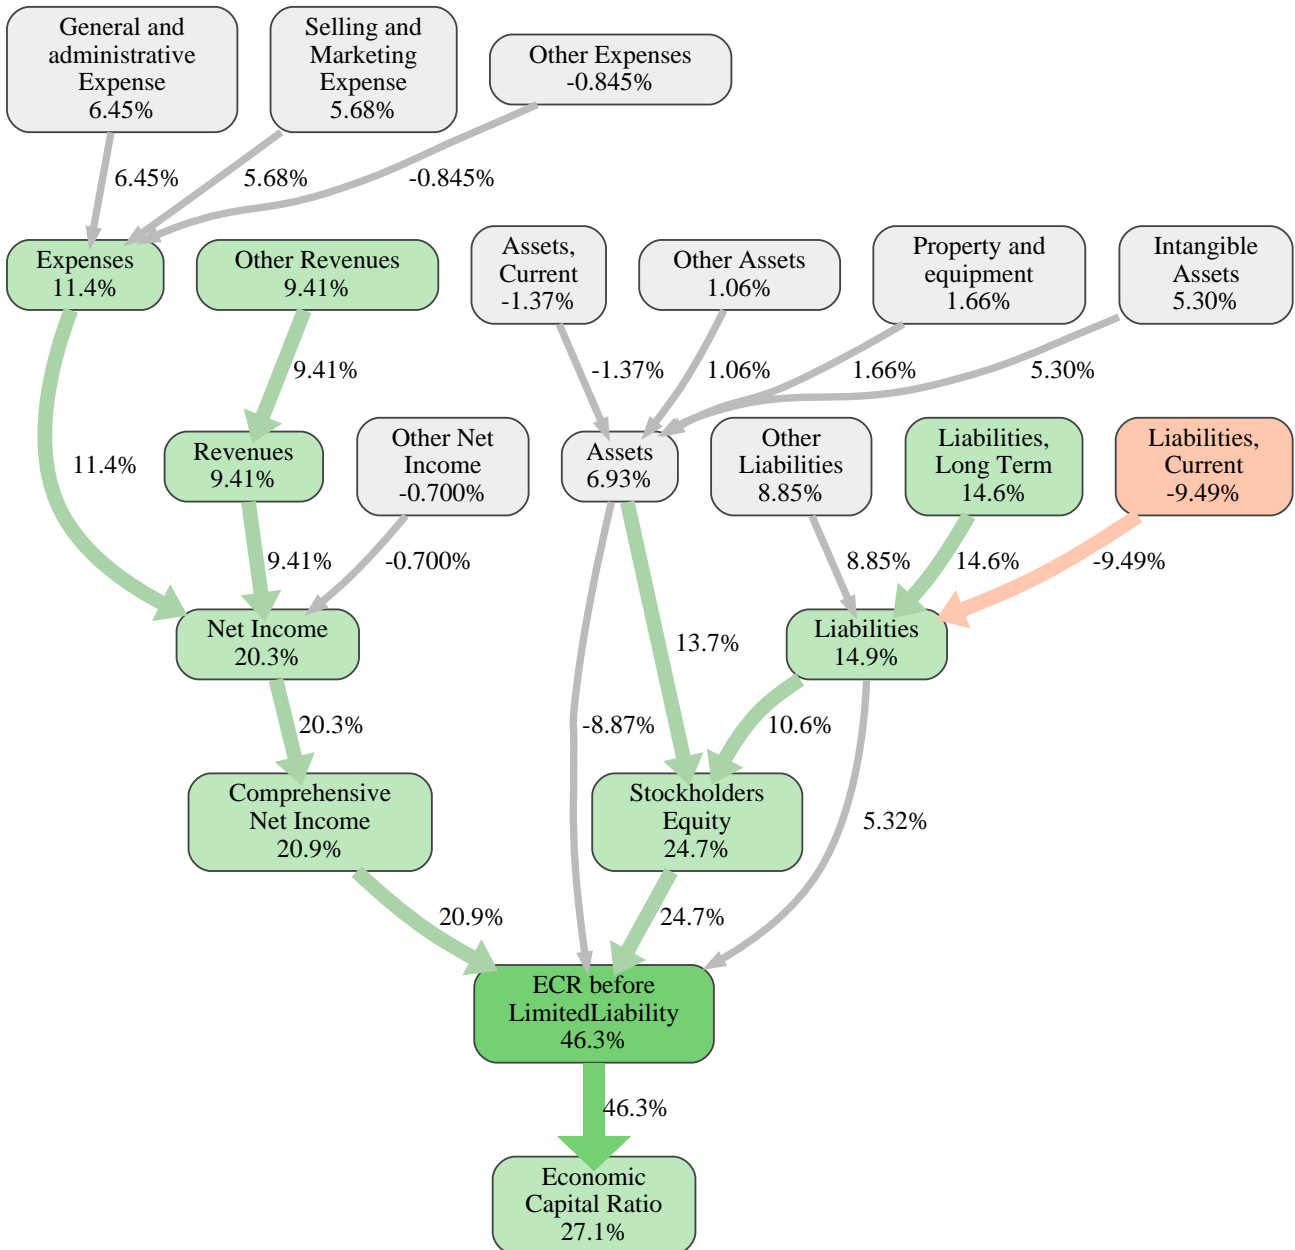 General and
administrative
Expense
6.45%
Selling and
Marketing
Expense
5.68%
Other Expenses
-0.845%
6.45%
5.68%
-0.845%
Expenses
11.4%
Other Revenues
9.41%
Assets,
Current
-1.37%
Other Assets
1.06%
Property and
equipment
1.66%
Intangible
Assets
5.30%
9.41%
-1.37%
1.06%
1.66%
5.30%
11.4%
Revenues
9.41%
Other Net
Income
-0.700%
Assets
6.93%
Other
Liabilities
8.85%
Liabilities,
Long Term
14.6%
Liabilities,
Current
-9.49%
9.41%
-0.700%
8.85%
14.6%
-9.49%
Net Income
20.3%
13.7%
Liabilities
14.9%
20.3%
-8.87%
10.6%
Comprehensive
Net Income
20.9%
Stockholders
Equity
24.7%
5.32%
20.9%
24.7%
ECR before
LimitedLiability
46.3%
46.3%
Economic
Capital Ratio
27.1%